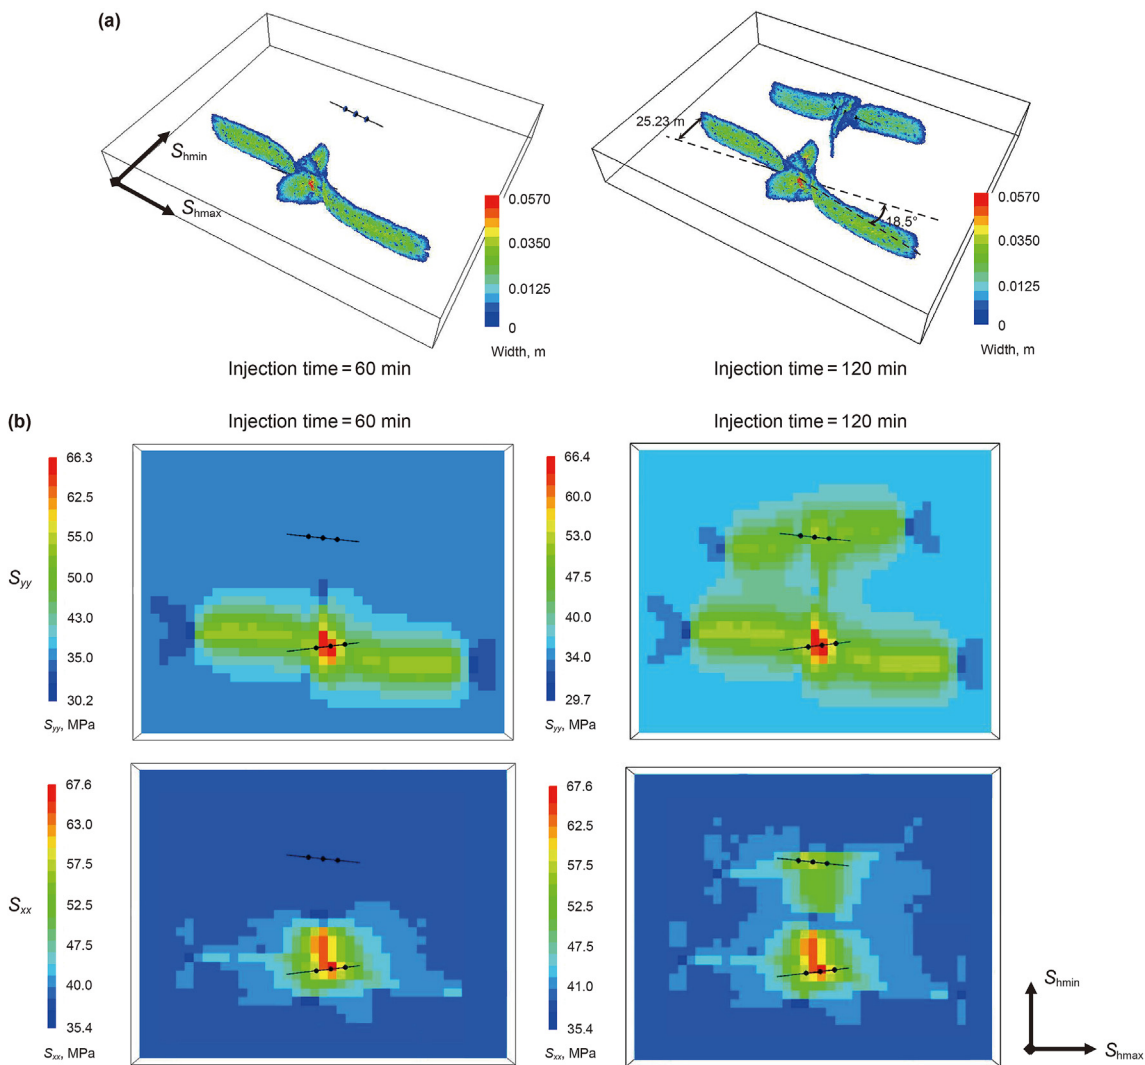 (a)
S hmin
S hmax
0.0570
0.0350
0.0125
0
Width, m
Injection time = 60 min
25.23 m
18.5°
0.0570
0.0350
0.0125
0
Width, m
Injection time = 120 min
(b)
Injection time = 60 min
Injection time = 120 min
Syy
66.3
62.5
55.0
50.0
43.0
35.0
30.2
Syy, MPa
66.4
60.0
53.0
47.5
40.0
34.0
29.7
Syy, MPa
Sxx
67.6
63.0
57.5
52.5
47.5
40.0
35.4
Sxx, MPa
67.6
62.5
57.5
52.5
47.5
41.0
35.4
Sxx, MPa
Shmin
Shmax